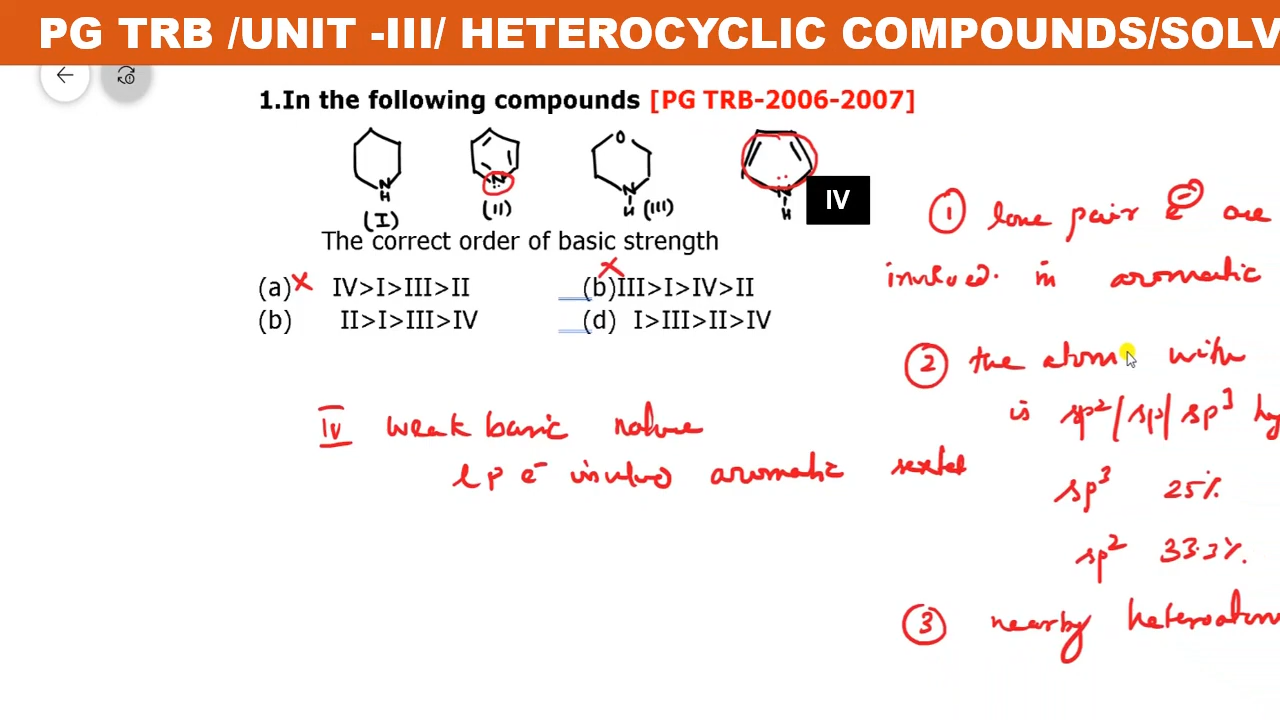 PG TRB /UNIT -III/ HETEROCYCLIC COMPOUNDS/SOLV
1.In the following compounds [PG TRB-2006-2007]
N
H
(I)
N
(II)
O
N
H
(III)
N
H
IV
The correct order of basic strength
(a)x IV>I>III>II
x
(b)III>I>IV>II
(b) II>I>III>IV
(d) I>III>II>IV
IV weak basic nature
lp e- involves aromatic sextet
① lone pair e- are
involved in aromatic
② the atom with
is sp²/sp/sp³
sp³ 25%
sp² 33.3%
③ nearby heteroatom